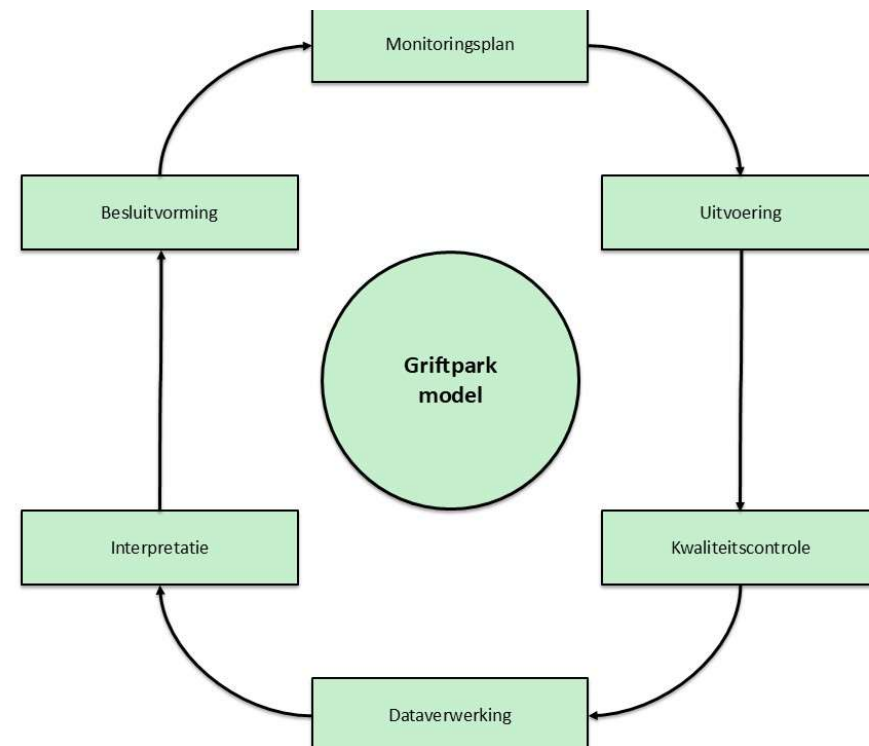 Monitoringsplan
Besluitvorming
Uitvoering
Griftpark
model
Interpretatie
Kwaliteitscontrole
Dataverwerking